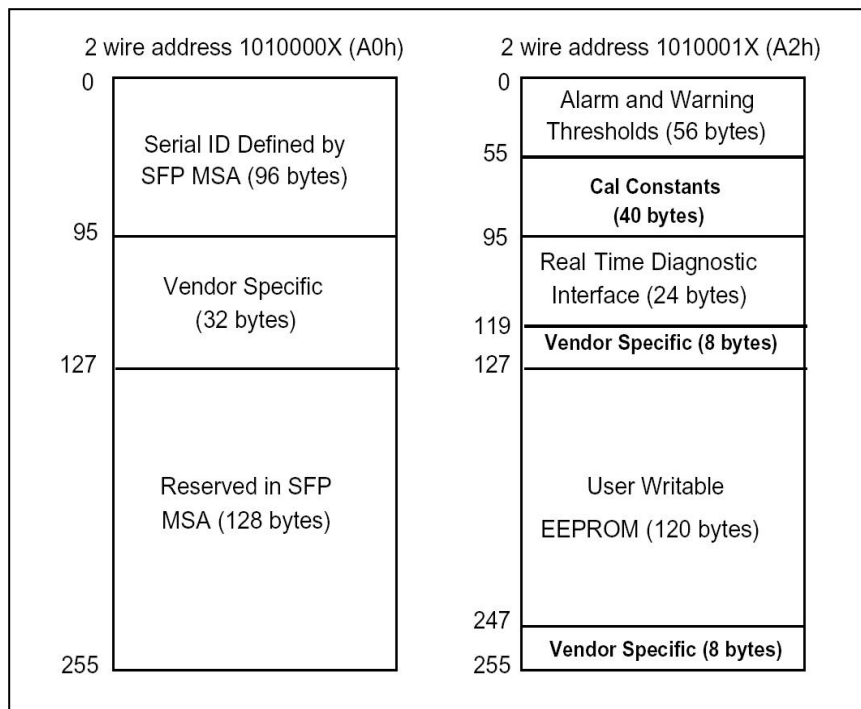 2 wire address 1010000X (A0h)
0
Serial ID Defined by
SFP MSA (96 bytes)
95
Vendor Specific
(32 bytes)
127
Reserved in SFP
MSA (128 bytes)
255
2 wire address 1010001X (A2h)
0
Alarm and Warning
Thresholds (56 bytes)
55
Cal Constants
(40 bytes)
95
Real Time Diagnostic
Interface (24 bytes)
119
Vendor Specific (8 bytes)
127
User Writable
EEPROM (120 bytes)
247
Vendor Specific (8 bytes)
255